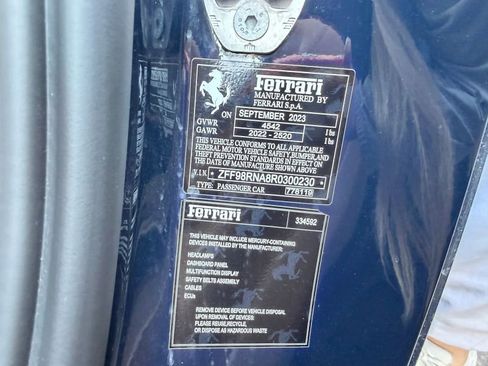 Ferrari
MANUFACTURED BY
FERRARI S.p.A.
ON SEPTEMBER 2023
GVWR 4542 lbs
GAWR 2022 - 2520 lbs
THIS VEHICLE CONFORMS TO ALL APPLICABLE
FEDERAL MOTOR VEHICLE SAFETY, BUMPER, AND
THEFT PREVENTION STANDARDS IN EFFECT ON
THE DATE OF MANUFACTURE SHOWN ABOVE
V.I.N. * ZFF98RNA8R0300230 *
TYPE: PASSENGER CAR 778119
Ferrari 334592
THIS VEHICLE MAY INCLUDE MERCURY-CONTAINING
DEVICES INSTALLED BY THE MANUFACTURER:
HEADLAMPS
DASHBOARD PANEL
MULTIFUNCTION DISPLAY
SAFETY BELTS ASSEMBLY
CABLES
ECUs
REMOVE DEVICE BEFORE VEHICLE DISPOSAL
UPON REMOVAL OF DEVICES:
PLEASE REUSE,RECYCLE,
OR DISPOSE AS HAZARDOUS WASTE